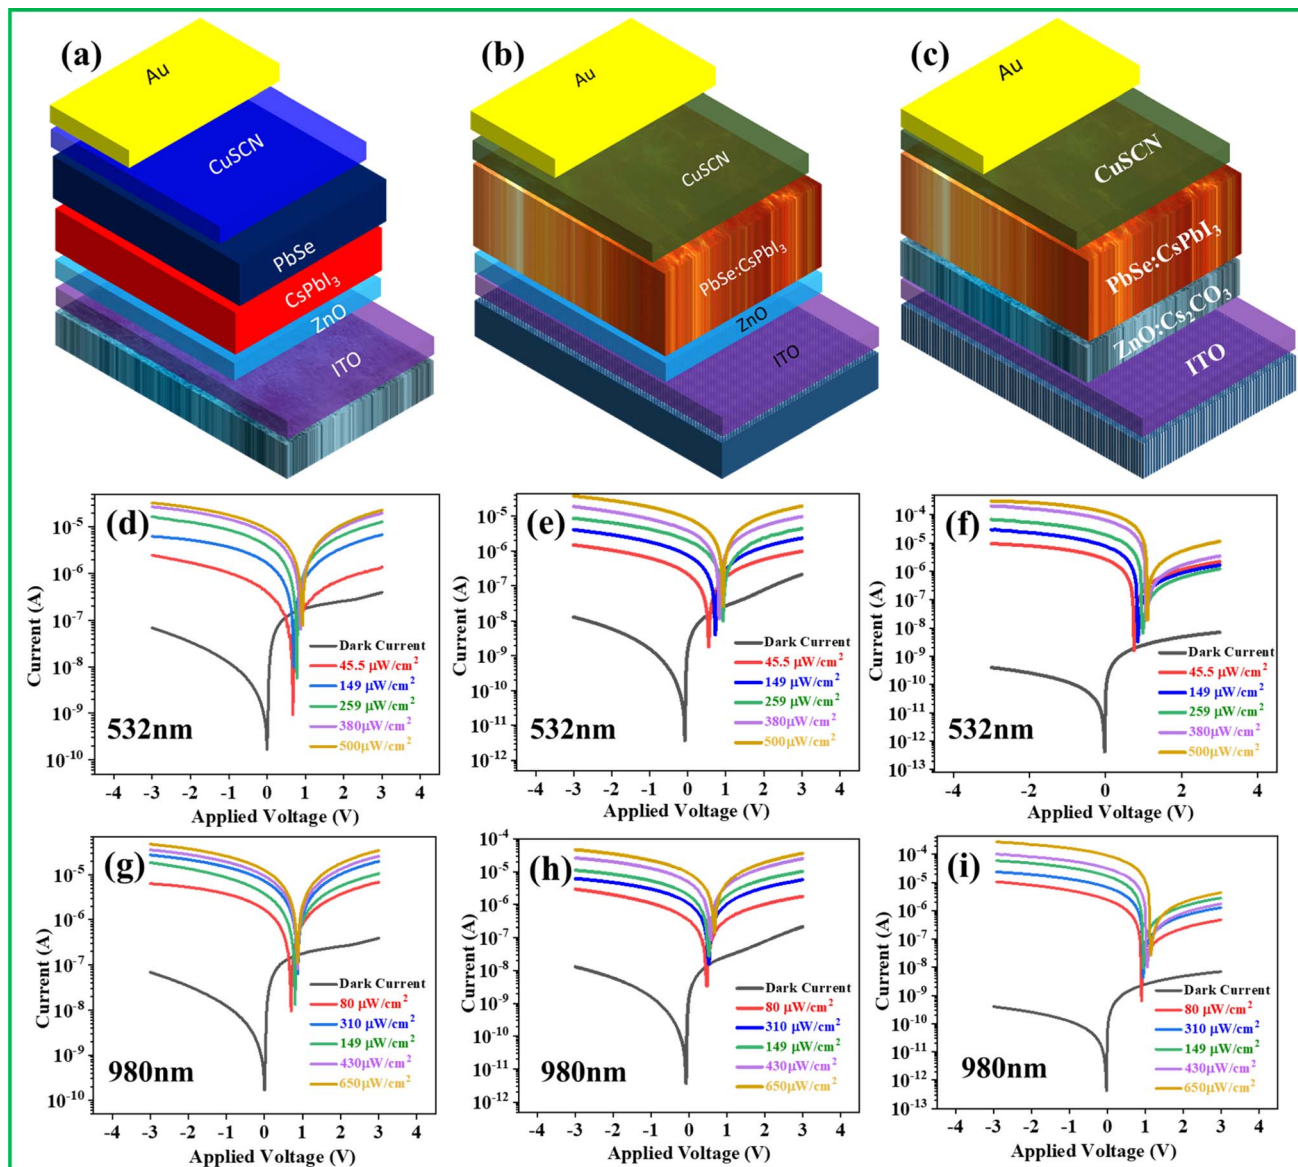 (a)
Au
CuSCN
PbSe
CsPbI₃
ZnO
ITO
(b)
Au
CuSCN
PbSe:CsPbI₃
ZnO
ITO
(c)
Au
CuSCN
PbSe:CsPbI₃
ZnO:Cs₂CO₃
ITO
(d)
Current (A)
10⁻⁵
10⁻⁶
10⁻⁷
10⁻⁸
10⁻⁹
10⁻¹⁰
Dark Current
45.5 µW/cm²
149 µW/cm²
259 µW/cm²
380µW/cm²
500µW/cm²
532nm
-4 -3 -2 -1 0 1 2 3 4
Applied Voltage (V)
(e)
Current (A)
10⁻⁵
10⁻⁶
10⁻⁷
10⁻⁸
10⁻⁹
10⁻¹⁰
10⁻¹¹
10⁻¹²
Dark Current
45.5 µW/cm²
149 µW/cm²
259 µW/cm²
380 µW/cm²
500µW/cm²
532nm
-4 -3 -2 -1 0 1 2 3 4
Applied Voltage (V)
(f)
Current (A)
10⁻⁴
10⁻⁵
10⁻⁶
10⁻⁷
10⁻⁸
10⁻⁹
10⁻¹⁰
10⁻¹¹
10⁻¹²
10⁻¹³
Dark Current
45.5 µW/cm²
149 µW/cm²
259 µW/cm²
380µW/cm²
500µW/cm²
532nm
-4 -2 0 2 4
Applied Voltage (V)
(g)
Current (A)
10⁻⁵
10⁻⁶
10⁻⁷
10⁻⁸
10⁻⁹
10⁻¹⁰
Dark Current
80 µW/cm²
310 µW/cm²
149 µW/cm²
430µW/cm²
650µW/cm²
980nm
-4 -3 -2 -1 0 1 2 3 4
Applied Voltage (V)
(h)
Current (A)
10⁻⁴
10⁻⁵
10⁻⁶
10⁻⁷
10⁻⁸
10⁻⁹
10⁻¹⁰
10⁻¹¹
10⁻¹²
Dark Current
80 µW/cm²
310 µW/cm²
149 µW/cm²
430µW/cm²
650µW/cm²
980nm
-4 -3 -2 -1 0 1 2 3 4
Applied Voltage (V)
(i)
Current (A)
10⁻⁴
10⁻⁵
10⁻⁶
10⁻⁷
10⁻⁸
10⁻⁹
10⁻¹⁰
10⁻¹¹
10⁻¹²
10⁻¹³
Dark Current
80 µW/cm²
310 µW/cm²
149 µW/cm²
430µW/cm²
650µW/cm²
980nm
-4 -3 -2 -1 0 1 2 3 4
Applied Voltage (V)